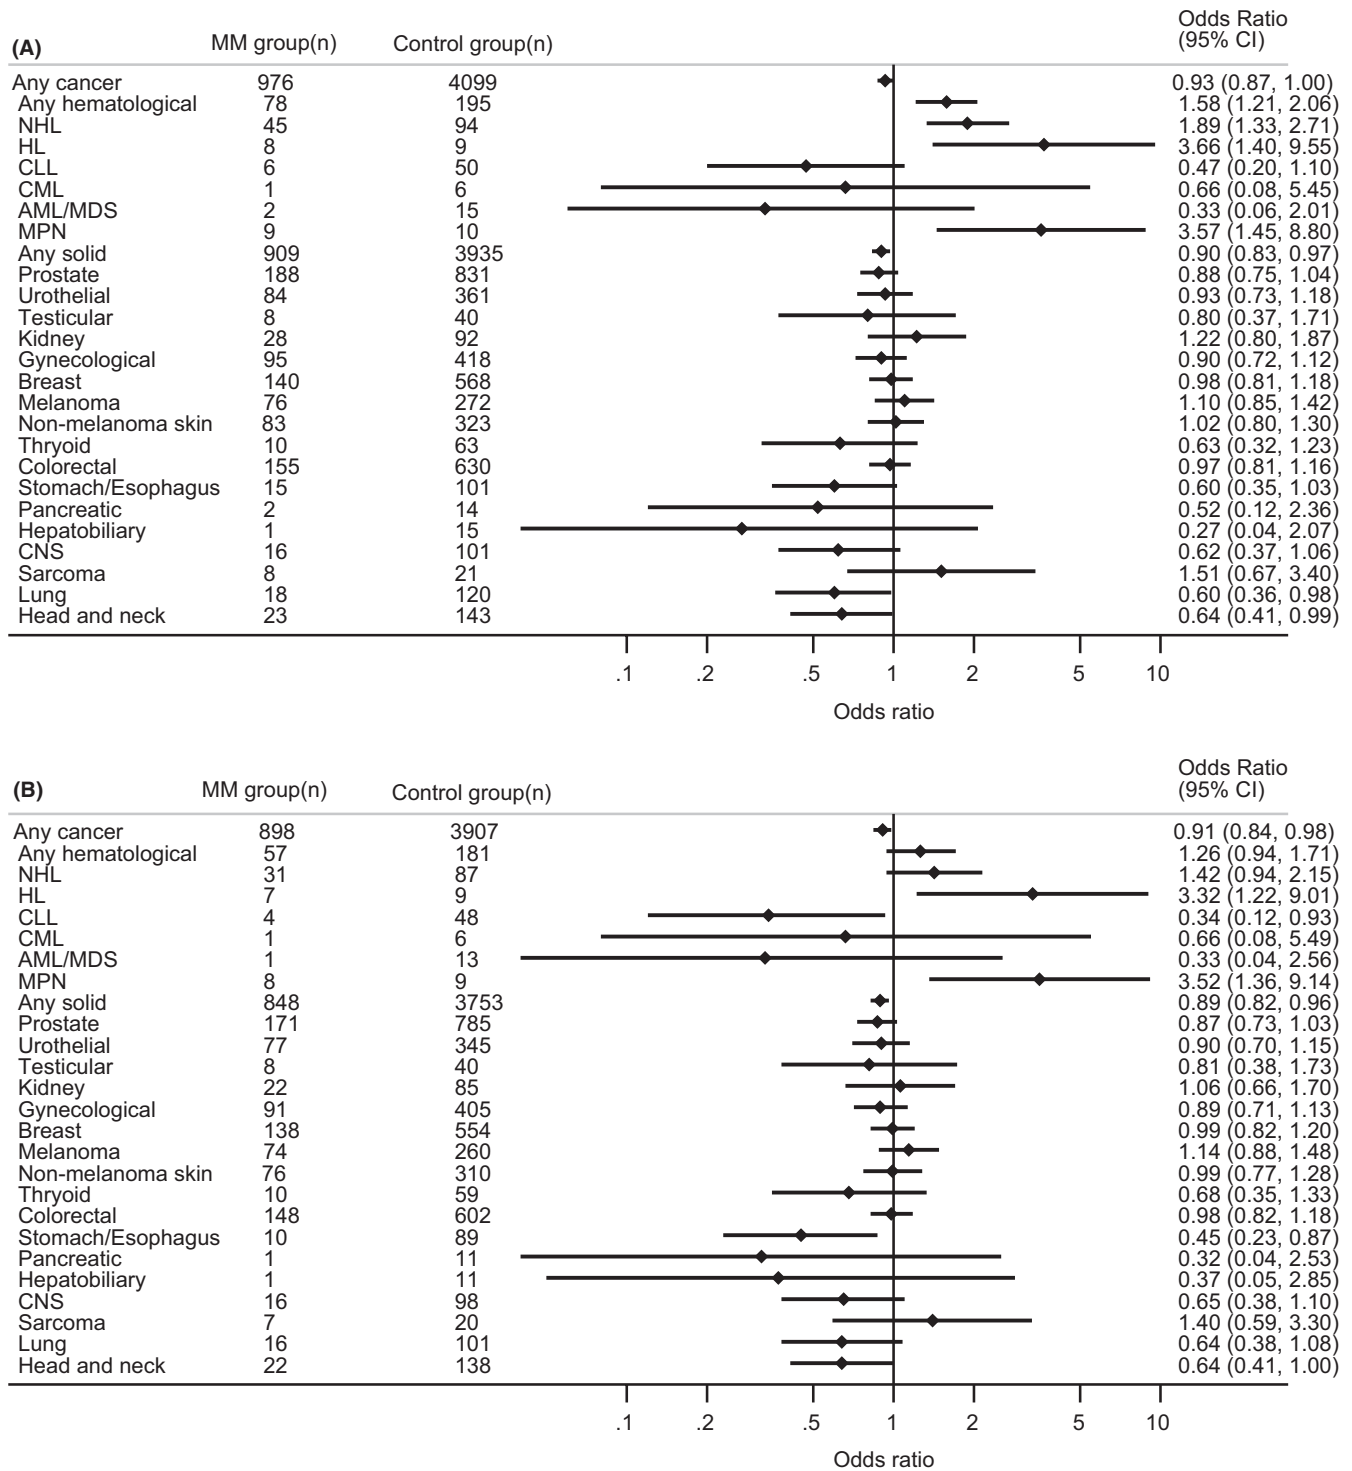 Odds Ratio
(A) MM group(n) Control group(n) (95% CI)
Any cancer 976 4099 0.93 (0.87, 1.00)
Any hematological 78 195 1.58 (1.21, 2.06)
NHL 45 94 1.89 (1.33, 2.71)
HL 8 9 3.66 (1.40, 9.55)
CLL 6 50 0.47 (0.20, 1.10)
CML 1 6 0.66 (0.08, 5.45)
AML/MDS 2 15 0.33 (0.06, 2.01)
MPN 9 10 3.57 (1.45, 8.80)
Any solid 909 3935 0.90 (0.83, 0.97)
Prostate 188 831 0.88 (0.75, 1.04)
Urothelial 84 361 0.93 (0.73, 1.18)
Testicular 8 40 0.80 (0.37, 1.71)
Kidney 28 92 1.22 (0.80, 1.87)
Gynecological 95 418 0.90 (0.72, 1.12)
Breast 140 568 0.98 (0.81, 1.18)
Melanoma 76 272 1.10 (0.85, 1.42)
Non-melanoma skin 83 323 1.02 (0.80, 1.30)
Thryoid 10 63 0.63 (0.32, 1.23)
Colorectal 155 630 0.97 (0.81, 1.16)
Stomach/Esophagus 15 101 0.60 (0.35, 1.03)
Pancreatic 2 14 0.52 (0.12, 2.36)
Hepatobiliary 1 15 0.27 (0.04, 2.07)
CNS 16 101 0.62 (0.37, 1.06)
Sarcoma 8 21 1.51 (0.67, 3.40)
Lung 18 120 0.60 (0.36, 0.98)
Head and neck 23 143 0.64 (0.41, 0.99)
.1 .2 .5 1 2 5 10
Odds ratio
Odds Ratio
(B) MM group(n) Control group(n) (95% CI)
Any cancer 898 3907 0.91 (0.84, 0.98)
Any hematological 57 181 1.26 (0.94, 1.71)
NHL 31 87 1.42 (0.94, 2.15)
HL 7 9 3.32 (1.22, 9.01)
CLL 4 48 0.34 (0.12, 0.93)
CML 1 6 0.66 (0.08, 5.49)
AML/MDS 1 13 0.33 (0.04, 2.56)
MPN 8 9 3.52 (1.36, 9.14)
Any solid 848 3753 0.89 (0.82, 0.96)
Prostate 171 785 0.87 (0.73, 1.03)
Urothelial 77 345 0.90 (0.70, 1.15)
Testicular 8 40 0.81 (0.38, 1.73)
Kidney 22 85 1.06 (0.66, 1.70)
Gynecological 91 405 0.89 (0.71, 1.13)
Breast 138 554 0.99 (0.82, 1.20)
Melanoma 74 260 1.14 (0.88, 1.48)
Non-melanoma skin 76 310 0.99 (0.77, 1.28)
Thryoid 10 59 0.68 (0.35, 1.33)
Colorectal 148 602 0.98 (0.82, 1.18)
Stomach/Esophagus 10 89 0.45 (0.23, 0.87)
Pancreatic 1 11 0.32 (0.04, 2.53)
Hepatobiliary 1 11 0.37 (0.05, 2.85)
CNS 16 98 0.65 (0.38, 1.10)
Sarcoma 7 20 1.40 (0.59, 3.30)
Lung 16 101 0.64 (0.38, 1.08)
Head and neck 22 138 0.64 (0.41, 1.00)
.1 .2 .5 1 2 5 10
Odds ratio